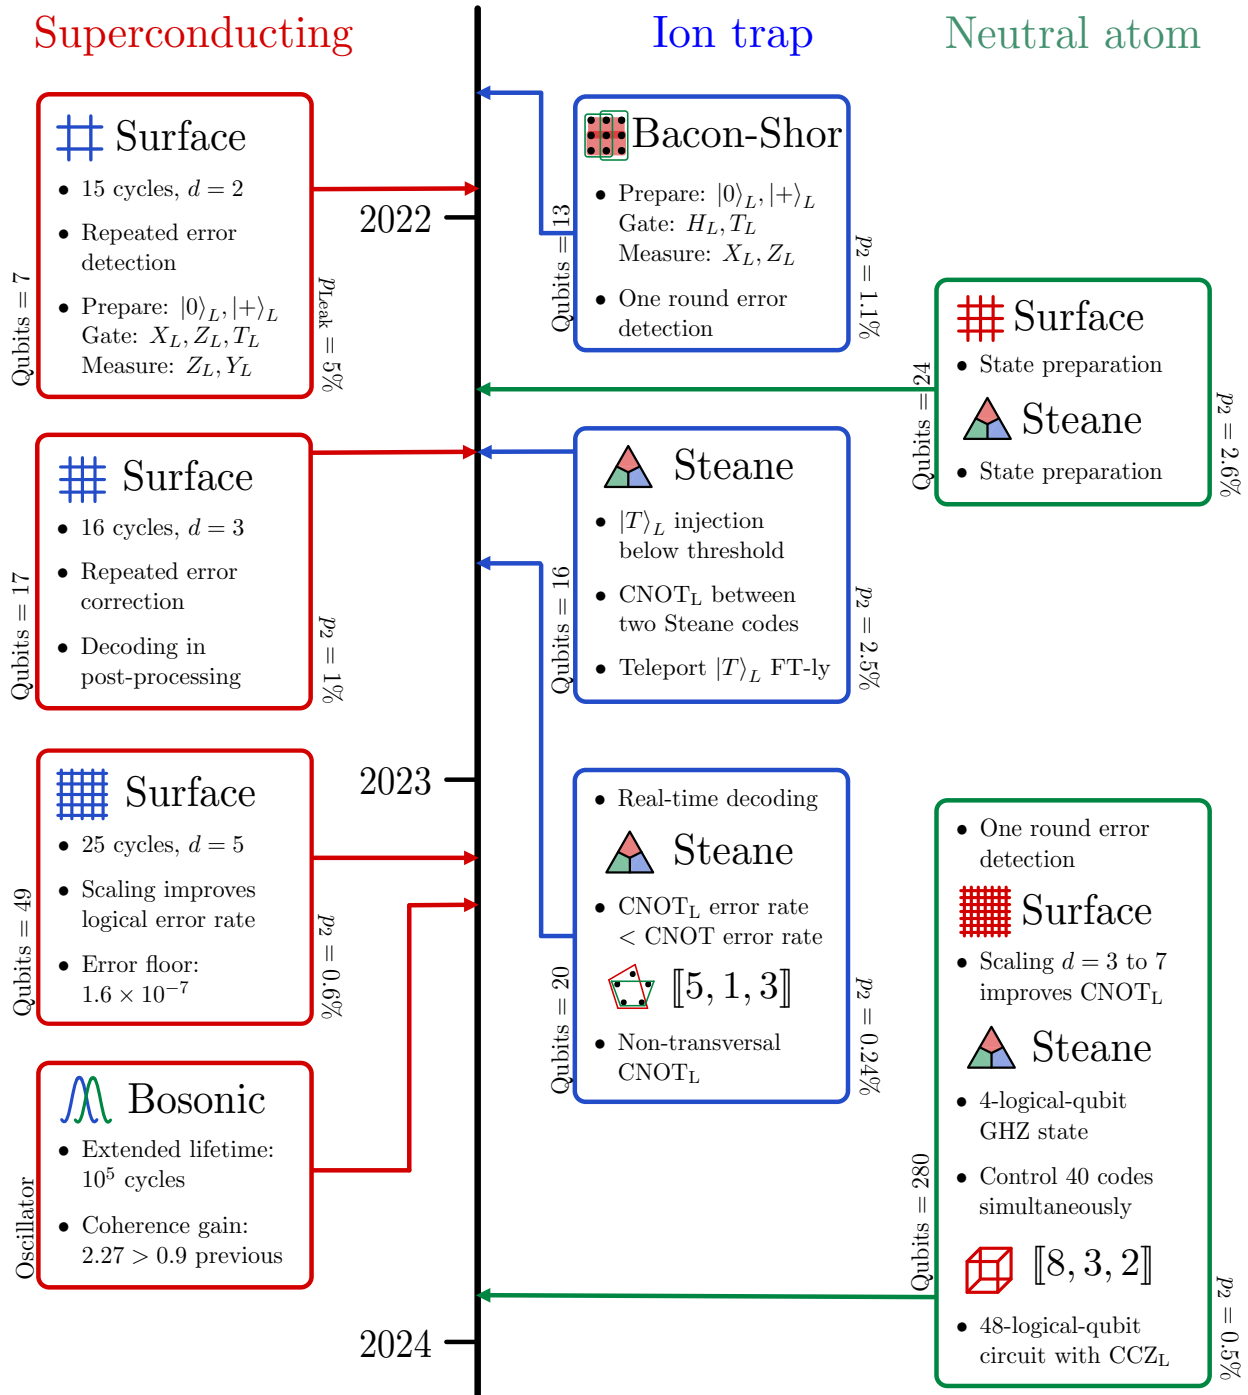 Superconducting
Ion trap
Neutral atom
2022
2023
2024
Surface
• 15 cycles, d = 2
• Repeated error
detection
• Prepare: |0⟩_L, |+⟩_L
Gate: X_L, Z_L, T_L
Measure: Z_L, Y_L
Qubits = 7
p_Leak = 5%
Surface
• 16 cycles, d = 3
• Repeated error
correction
• Decoding in
post-processing
Qubits = 17
p_2 = 1%
Surface
• 25 cycles, d = 5
• Scaling improves
logical error rate
• Error floor:
1.6 × 10^−7
Qubits = 49
p_2 = 0.6%
Bosonic
• Extended lifetime:
10^5 cycles
• Coherence gain:
2.27 > 0.9 previous
Oscillator
Bacon-Shor
• Prepare: |0⟩_L, |+⟩_L
Gate: H_L, T_L
Measure: X_L, Z_L
• One round error
detection
Qubits = 13
p_2 = 1.1%
Steane
• |T⟩_L injection
below threshold
• CNOT_L between
two Steane codes
• Teleport |T⟩_L FT-ly
Qubits = 16
p_2 = 2.5%
• Real-time decoding
Steane
• CNOT_L error rate
< CNOT error rate
⟦5, 1, 3⟧
• Non-transversal
CNOT_L
Qubits = 20
p_2 = 0.24%
Surface
• State preparation
Steane
• State preparation
Qubits = 24
p_2 = 2.6%
• One round error
detection
Surface
• Scaling d = 3 to 7
improves CNOT_L
Steane
• 4-logical-qubit
GHZ state
• Control 40 codes
simultaneously
⟦8, 3, 2⟧
• 48-logical-qubit
circuit with CCZ_L
Qubits = 280
p_2 = 0.5%